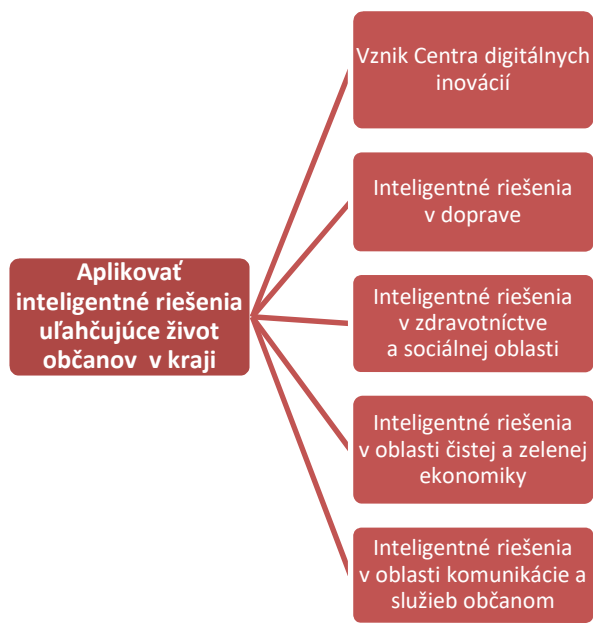 Vznik Centra digitálnych
inovácií
Inteligentné riešenia
v doprave
Aplikovať
inteligentné riešenia
uľahčujúce život
občanov v kraji
Inteligentné riešenia
v zdravotníctve
a sociálnej oblasti
Inteligentné riešenia
v oblasti čistej a zelenej
ekonomiky
Inteligentné riešenia
v oblasti komunikácie a
služieb občanom